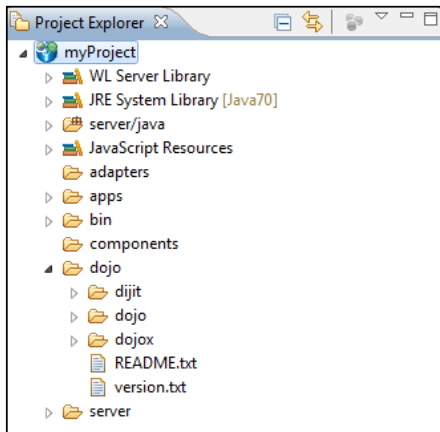 Project Explorer
myProject
WL Server Library
JRE System Library [Java70]
server/java
JavaScript Resources
adapters
apps
bin
components
dojo
dijit
dojo
dojox
README.txt
version.txt
server